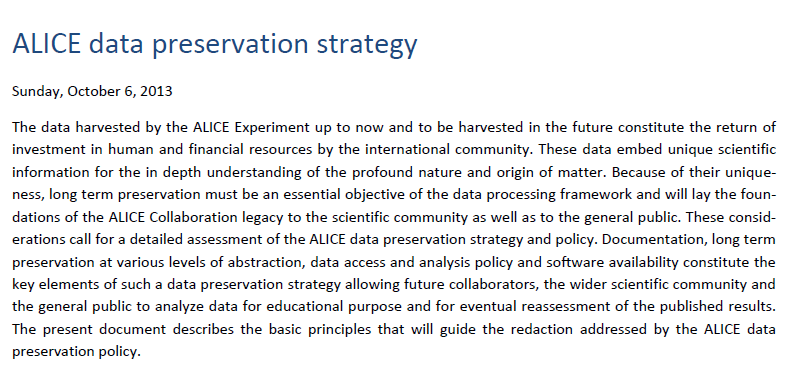 ALICE data preservation strategy
Sunday, October 6, 2013
The data harvested by the ALICE Experiment up to now and to be harvested in the future constitute the return of
investment in human and financial resources by the international community. These data embed unique scientific
information for the in depth understanding of the profound nature and origin of matter. Because of their unique-
ness, long term preservation must be an essential objective of the data processing framework and will lay the foun-
dations of the ALICE Collaboration legacy to the scientific community as well as to the general public. These consid-
erations call for a detailed assessment of the ALICE data preservation strategy and policy. Documentation, long term
preservation at various levels of abstraction, data access and analysis policy and software availability constitute the
key elements of such a data preservation strategy allowing future collaborators, the wider scientific community and
the general public to analyze data for educational purpose and for eventual reassessment of the published results.
The present document describes the basic principles that will guide the redaction addressed by the ALICE data
preservation policy.